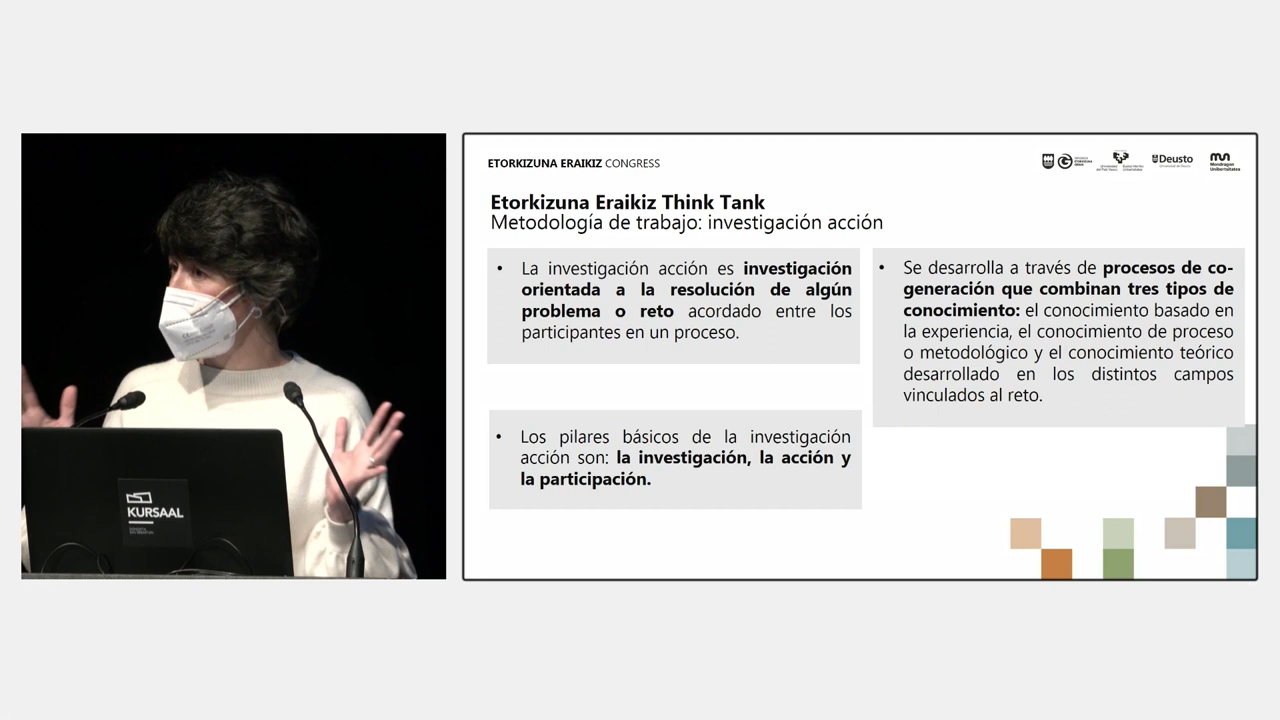 ETORKIZUNA ERAIKIZ CONGRESS
Deusto
Mondragon
Unibertsitatea
Etorkizuna Eraikiz Think Tank
Metodología de trabajo: investigación acción
• La investigación acción es investigación
orientada a la resolución de algún
problema o reto acordado entre los
participantes en un proceso.
• Los pilares básicos de la investigación
acción son: la investigación, la acción y
la participación.
• Se desarrolla a través de procesos de co-
generación que combinan tres tipos de
conocimiento: el conocimiento basado en
la experiencia, el conocimiento de proceso
o metodológico y el conocimiento teórico
desarrollado en los distintos campos
vinculados al reto.
KURSAAL